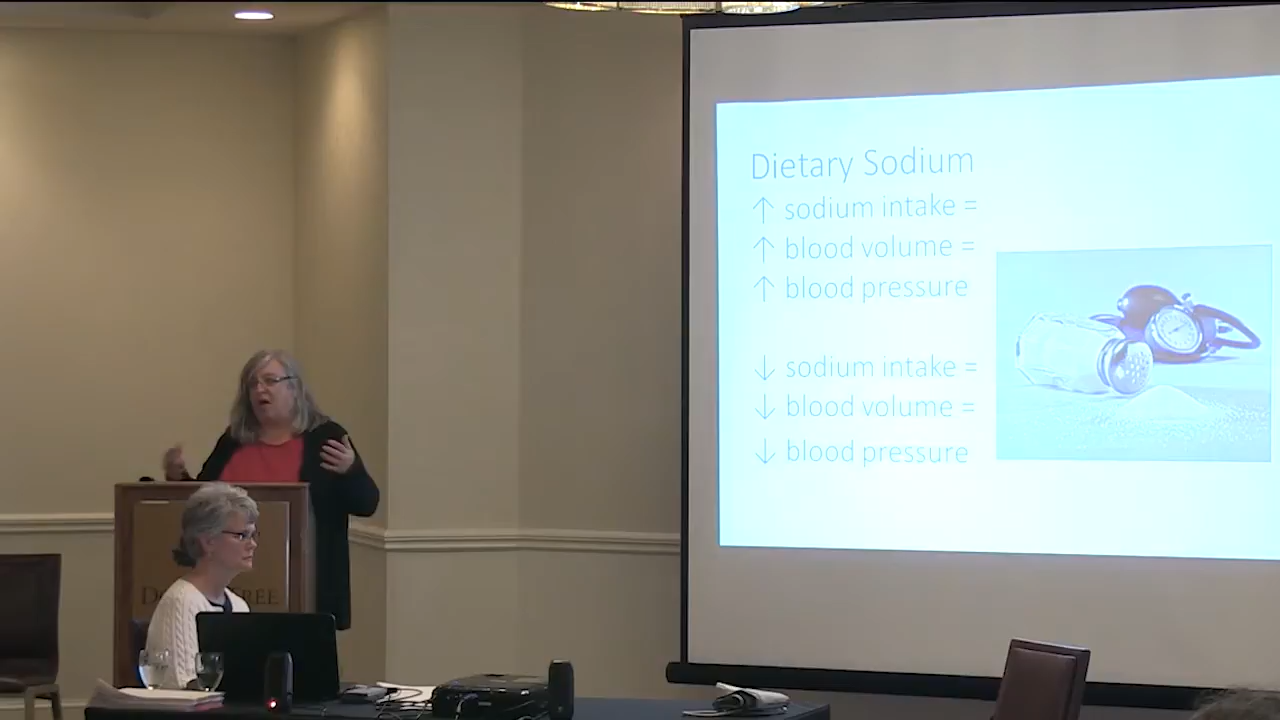 Dietary Sodium
↑ sodium intake =
↑ blood volume =
↑ blood pressure
↓ sodium intake =
↓ blood volume =
↓ blood pressure